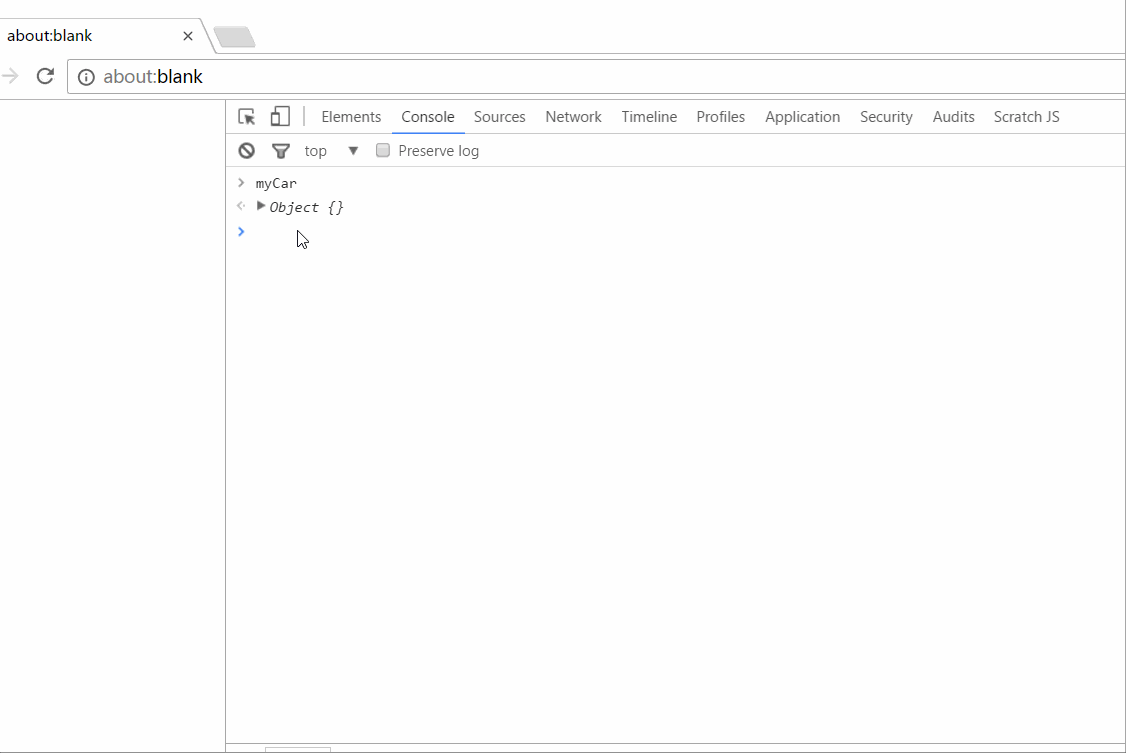 about:blank
about:blank
Elements Console Sources Network Timeline Profiles Application Security Audits Scratch JS
top Preserve log
myCar
Object {}